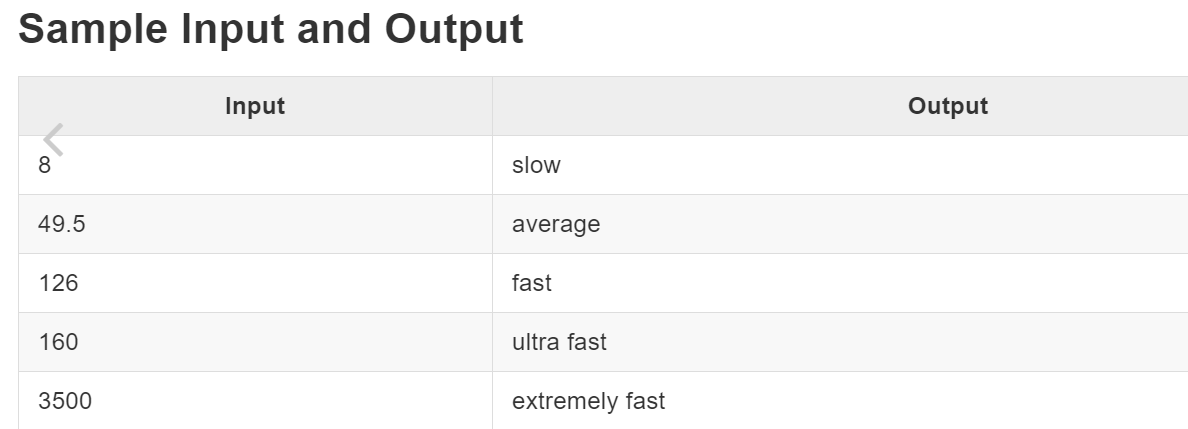 Sample Input and Output
Input Output
8 slow
49.5 average
126 fast
160 ultra fast
3500 extremely fast